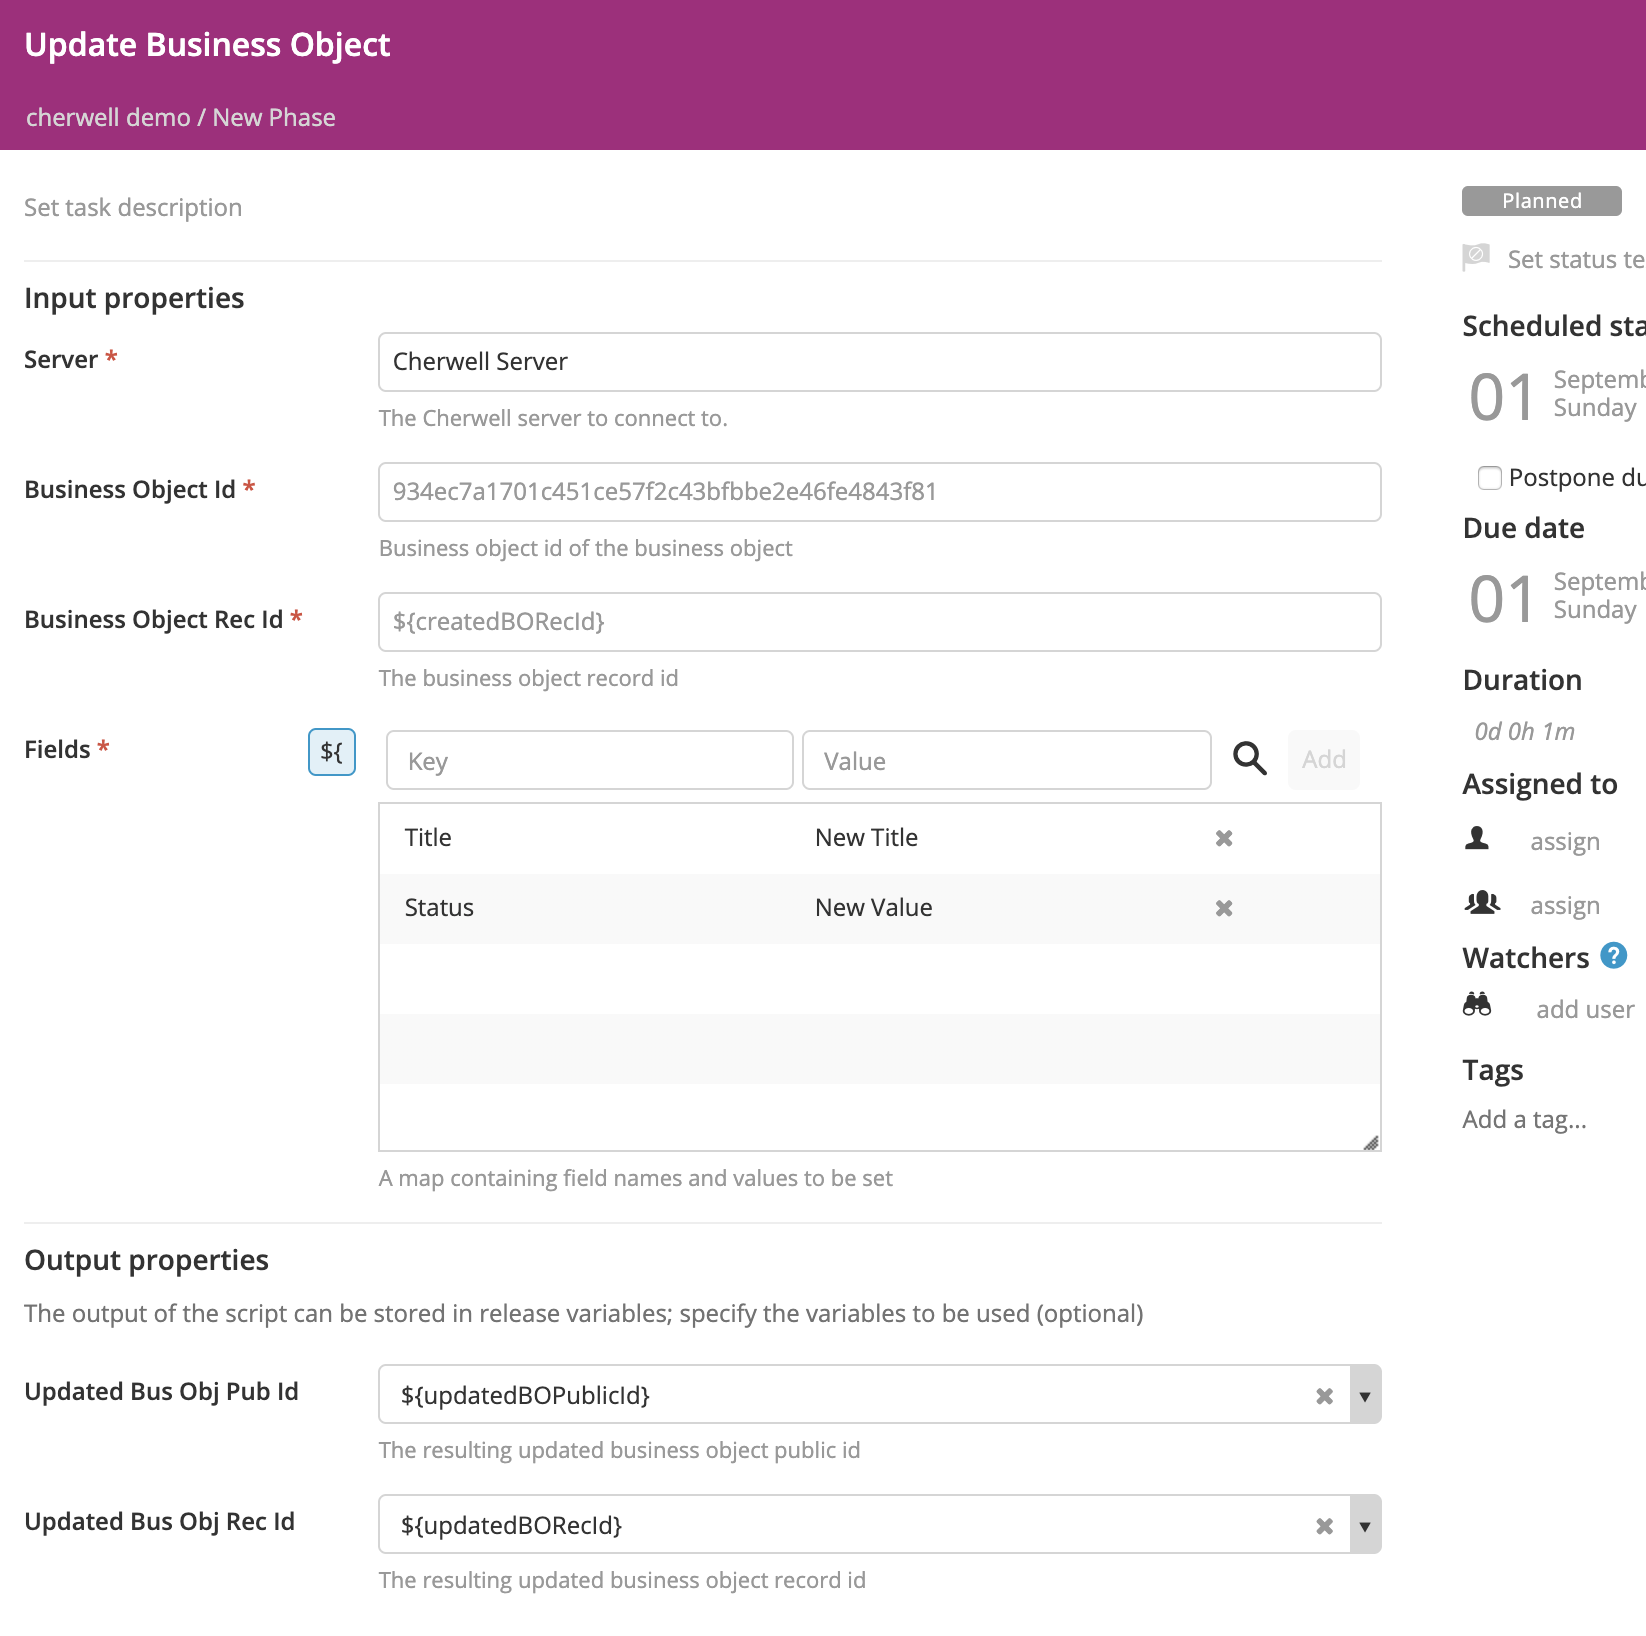 Update Business Object
cherwell demo / New Phase
Set task description
Input properties
Server *
Cherwell Server
The Cherwell server to connect to.
Business Object Id *
934ec7a1701c451ce57f2c43bfbbe2e46fe4843f81
Business object id of the business object
Business Object Rec Id *
${createdBORecId}
The business object record id
Fields *
${
Key
Value
Add
Title New Title
Status New Value
A map containing field names and values to be set
Output properties
The output of the script can be stored in release variables; specify the variables to be used (optional)
Updated Bus Obj Pub Id
${updatedBOPublicId}
The resulting updated business object public id
Updated Bus Obj Rec Id
${updatedBORecId}
The resulting updated business object record id
Planned
Set status te
Scheduled sta
01
Septemb
Sunday
Postpone du
Due date
01
Septemb
Sunday
Duration
0d 0h 1m
Assigned to
assign
assign
Watchers ?
add user
Tags
Add a tag...